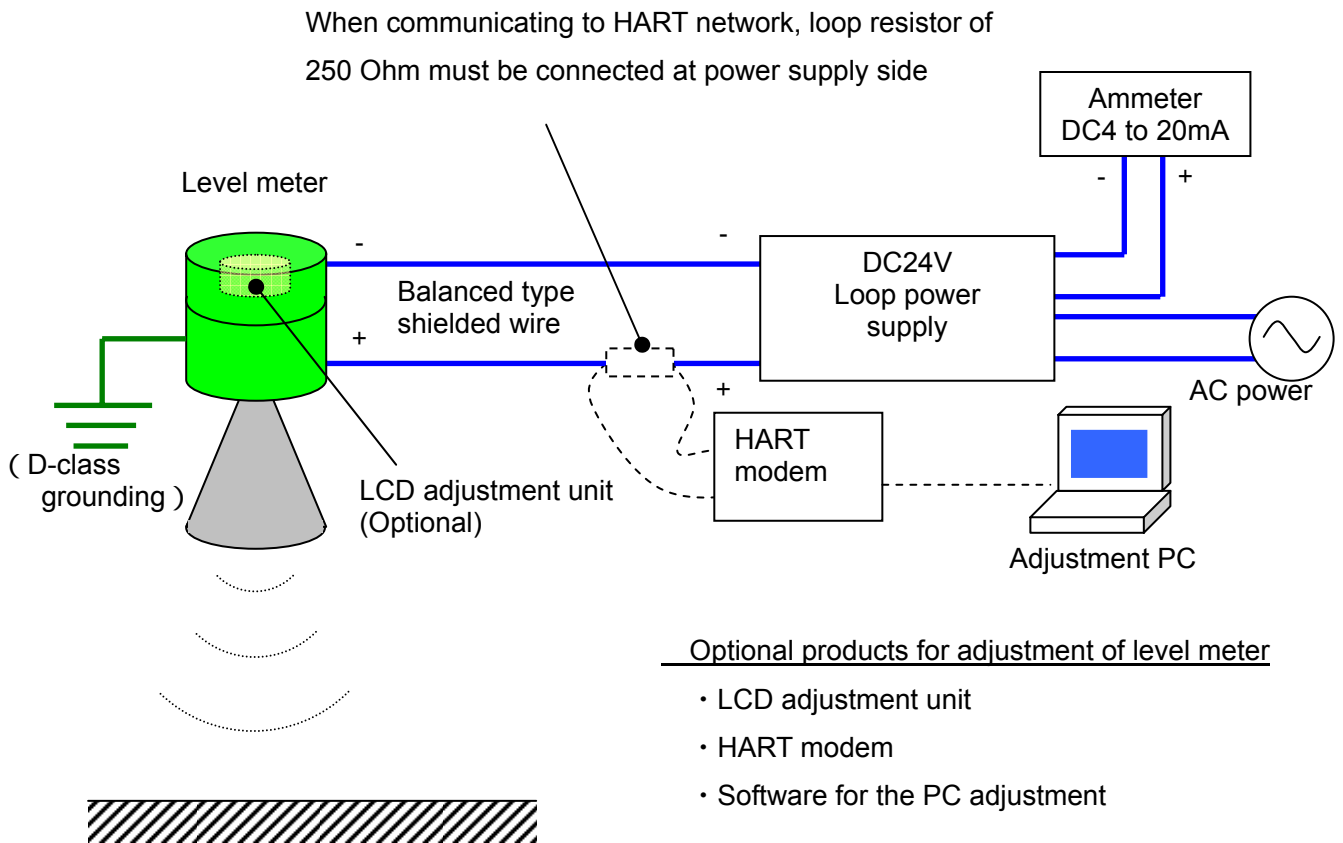 When communicating to HART network, loop resistor of
250 Ohm must be connected at power supply side
Ammeter
DC4 to 20mA
-
+
Level meter
-
-
DC24V
Loop power
supply
Balanced type
shielded wire
+
+
AC power
HART
modem
( D-class
grounding )
LCD adjustment unit
(Optional)
Adjustment PC
Optional products for adjustment of level meter
・LCD adjustment unit
・HART modem
・Software for the PC adjustment